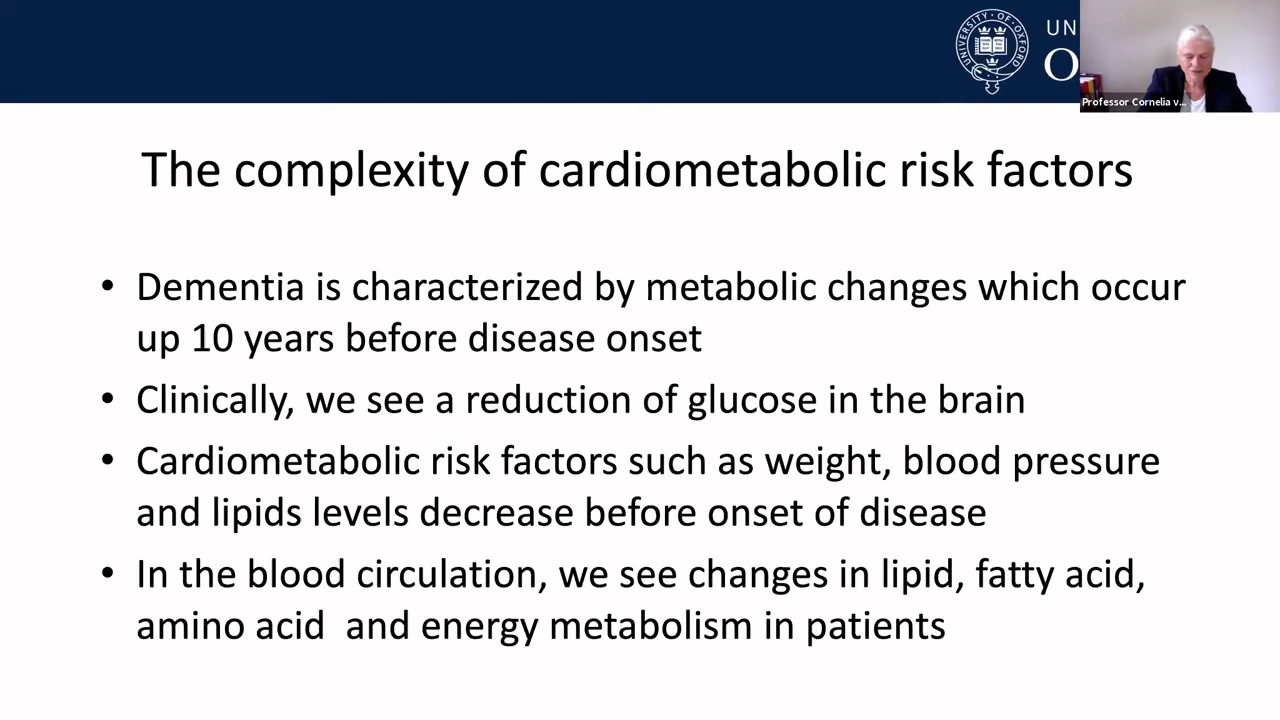 UNIVERSITY · OF · OXFORD
UN
O
Professor Cornelia v...
The complexity of cardiometabolic risk factors
• Dementia is characterized by metabolic changes which occur
up 10 years before disease onset
• Clinically, we see a reduction of glucose in the brain
• Cardiometabolic risk factors such as weight, blood pressure
and lipids levels decrease before onset of disease
• In the blood circulation, we see changes in lipid, fatty acid,
amino acid  and energy metabolism in patients